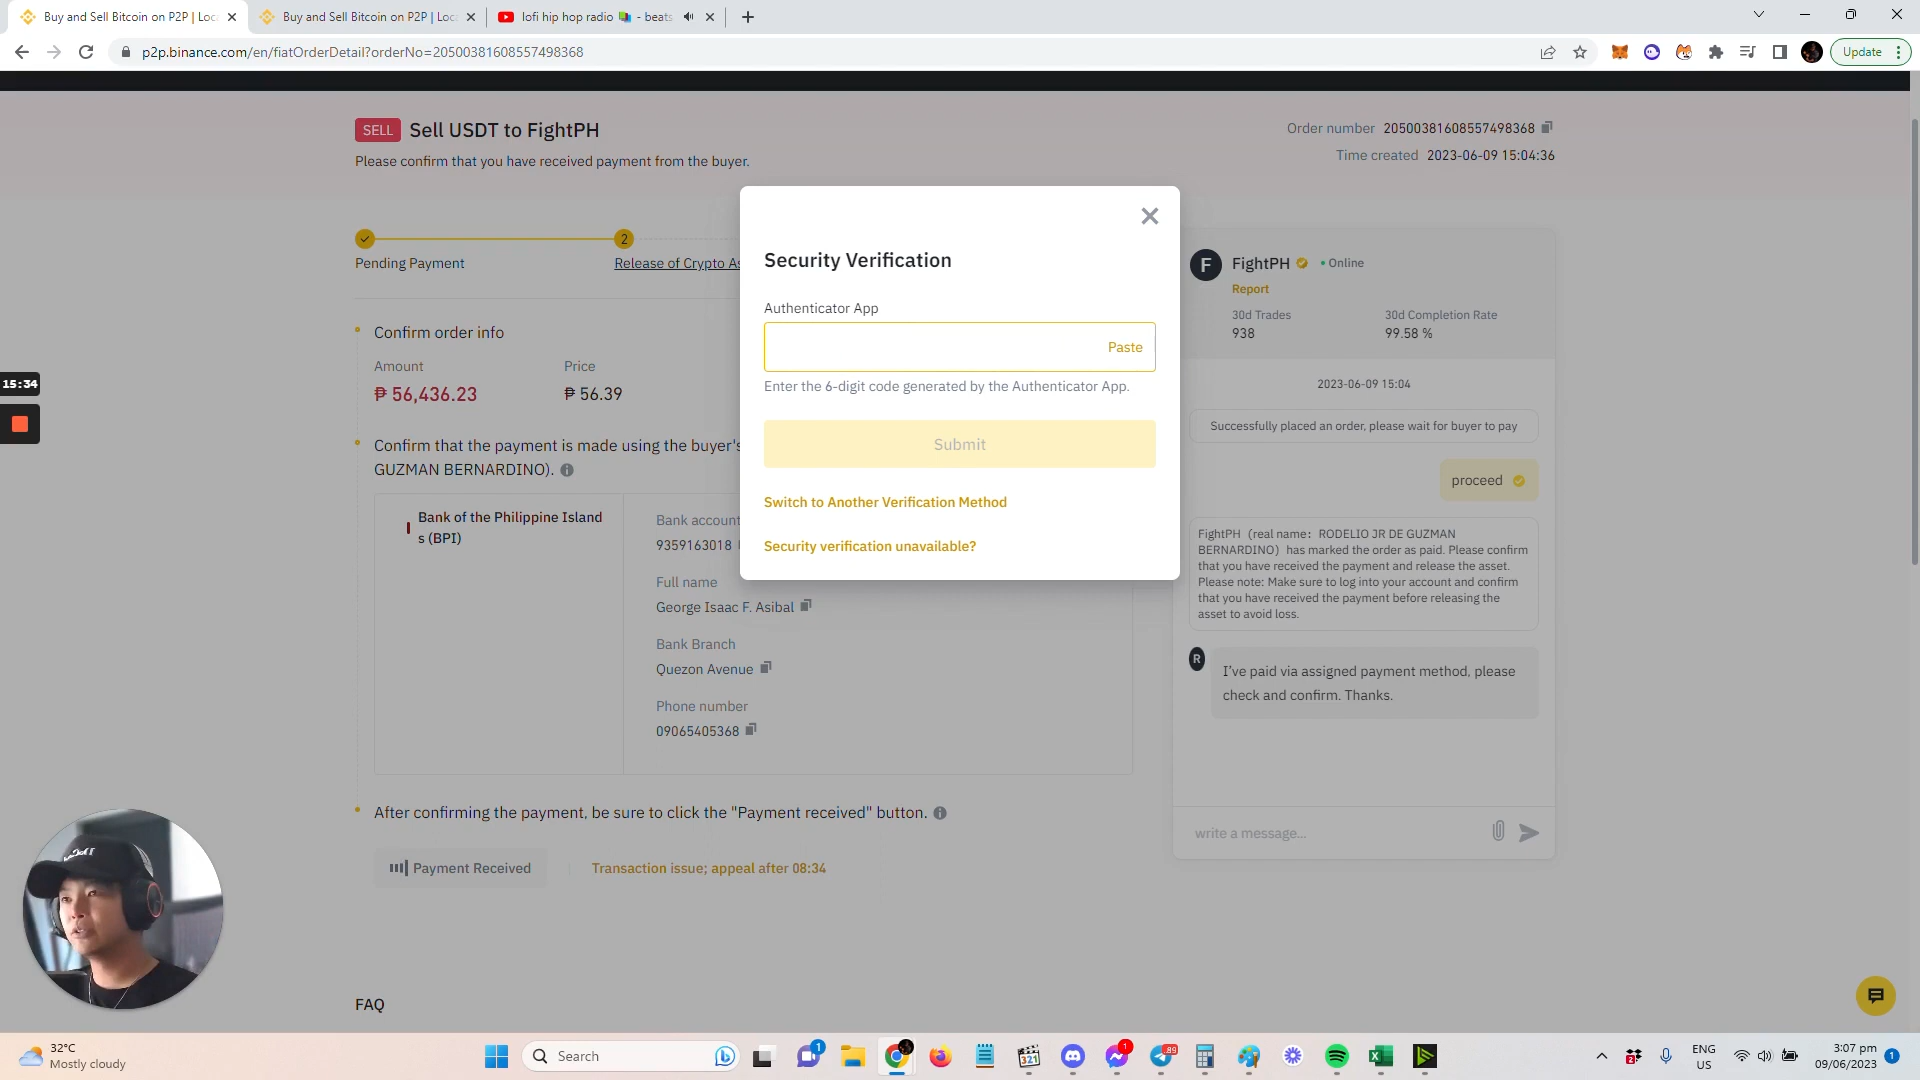 Buy and Sell Bitcoin on P2P | Loc
Buy and Sell Bitcoin on P2P | Loc
lofi hip hop radio 📚 - beats
p2p.binance.com/en/fiatOrderDetail?orderNo=20500381608557498368
Update
SELL Sell USDT to FightPH
Order number 20500381608557498368
Please confirm that you have received payment from the buyer.
Time created 2023-06-09 15:04:36
2
Pending Payment
Release of Crypto As
Confirm order info
Amount
Price
₱ 56,436.23
₱ 56.39
15:34
Confirm that the payment is made using the buyer's
GUZMAN BERNARDINO).
Bank of the Philippine Island
s (BPI)
Bank account
9359163018
Full name
George Isaac F. Asibal
Bank Branch
Quezon Avenue
Phone number
09065405368
After confirming the payment, be sure to click the "Payment received" button.
Payment Received
Transaction issue; appeal after 08:34
FAQ
Security Verification
Authenticator App
Paste
Enter the 6-digit code generated by the Authenticator App.
Submit
Switch to Another Verification Method
Security verification unavailable?
F
FightPH
Online
Report
30d Trades
30d Completion Rate
938
99.58 %
2023-06-09 15:04
Successfully placed an order, please wait for buyer to pay
proceed
FightPH (real name: RODELIO JR DE GUZMAN
BERNARDINO) has marked the order as paid. Please confirm
that you have received the payment and release the asset.
Please note: Make sure to log into your account and confirm
that you have received the payment before releasing the
asset to avoid loss.
R
I've paid via assigned payment method, please
check and confirm. Thanks.
write a message...
32°C
Mostly cloudy
Search
1
321
1
89
2
ENG
US
3:07 pm
09/06/2023
1